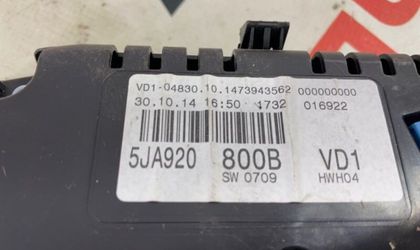 VD1-04830.10.1473943562 000000000
30.10.14 16:50 1732 016922
5JA920 800B VD1
SW 0709 HWH04